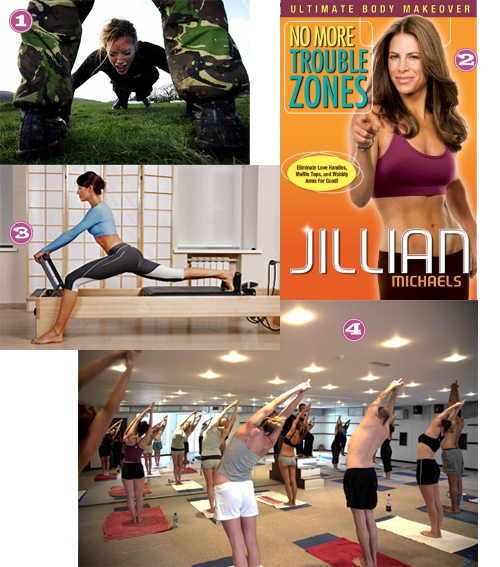 1
ULTIMATE BODY MAKEOVER
NO MORE
TROUBLE
ZONES
2
Eliminate Love Handles,
Muffin Tops, and Wobbly
Arms For Good!
JILLIAN
MICHAELS
3
4